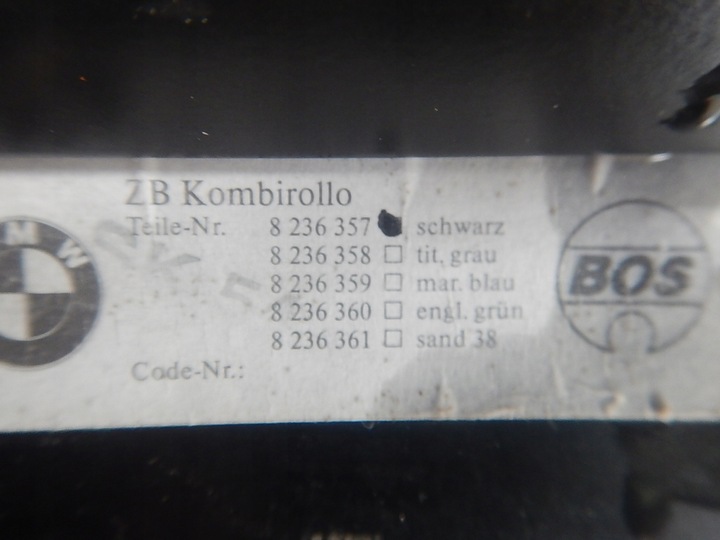 ZB Kombirollo
Teile-Nr. 8 236 357 schwarz
8 236 358 ☐ tit. grau
8 236 359 ☐ mar. blau
8 236 360 ☐ engl. grün
8 236 361 ☐ sand 38
Code-Nr.:
BMW
BOS